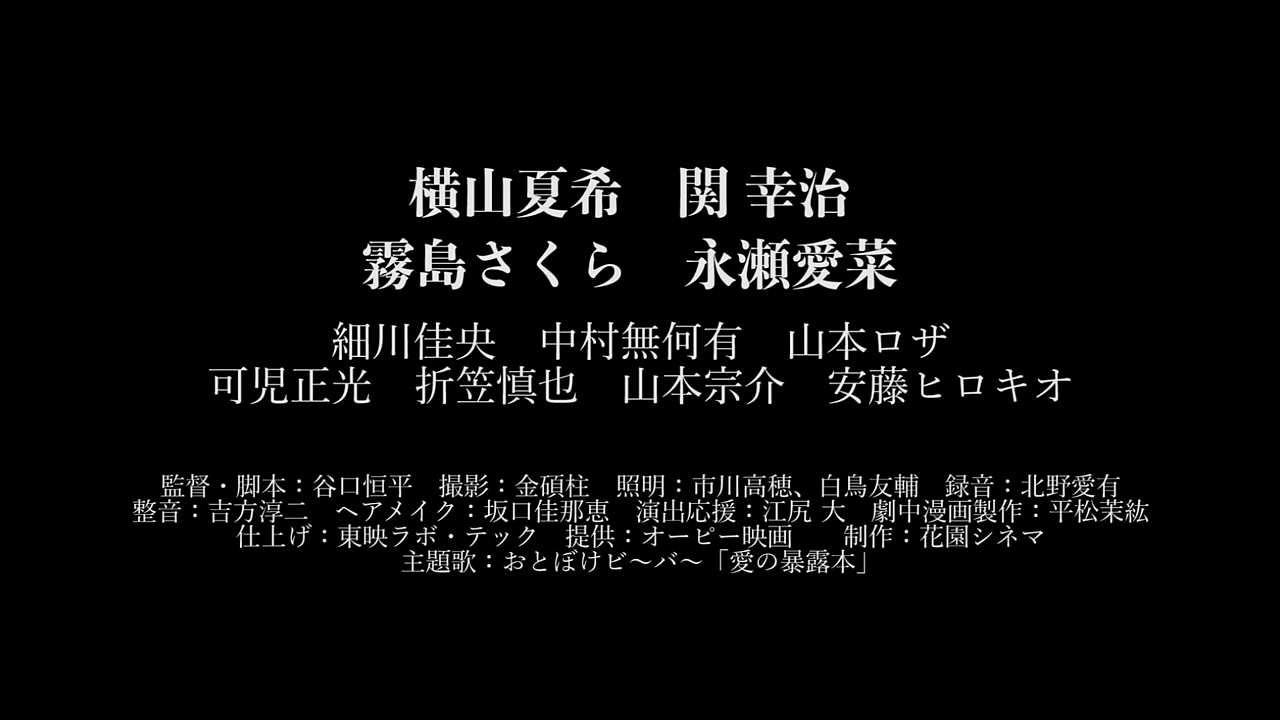 横山夏希　関 幸治
霧島さくら　永瀬愛菜
細川佳央　中村無何有　山本ロザ
可児正光　折笠慎也　山本宗介　安藤ヒロキオ
監督・脚本：谷口恒平　撮影：金碩柱　照明：市川高穂、白鳥友輔　録音：北野愛有
整音：吉方淳二　ヘアメイク：坂口佳那恵　演出応援：江尻 大　劇中漫画製作：平松茉紘
仕上げ：東映ラボ・テック　提供：オーピー映画　　制作：花園シネマ
主題歌：おとぼけビ～バ～「愛の暴露本」